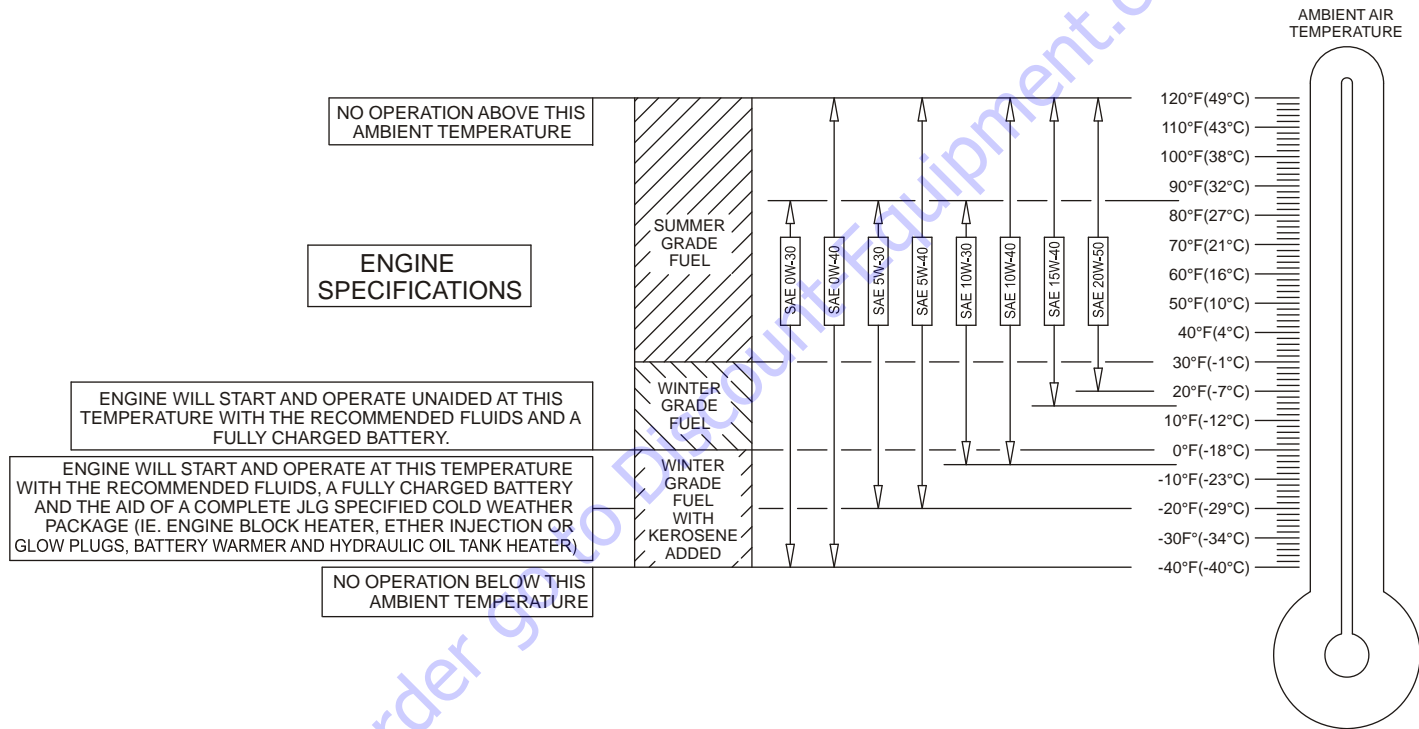 AMBIENT AIR
TEMPERATURE
NO OPERATION ABOVE THIS
AMBIENT TEMPERATURE
ENGINE
SPECIFICATIONS
ENGINE WILL START AND OPERATE UNAIDED AT THIS
TEMPERATURE WITH THE RECOMMENDED FLUIDS AND A
FULLY CHARGED BATTERY.
ENGINE WILL START AND OPERATE AT THIS TEMPERATURE
WITH THE RECOMMENDED FLUIDS, A FULLY CHARGED BATTERY
AND THE AID OF A COMPLETE JLG SPECIFIED COLD WEATHER
PACKAGE (IE. ENGINE BLOCK HEATER, ETHER INJECTION OR
GLOW PLUGS, BATTERY WARMER AND HYDRAULIC OIL TANK HEATER)
NO OPERATION BELOW THIS
AMBIENT TEMPERATURE
SUMMER
GRADE
FUEL
WINTER
GRADE
FUEL
WINTER
GRADE
FUEL
WITH
KEROSENE
ADDED
SAE 0W-30
SAE 0W-40
SAE 5W-30
SAE 5W-40
SAE 10W-30
SAE 10W-40
SAE 15W-40
SAE 20W-50
120°F(49°C)
110°F(43°C)
100°F(38°C)
90°F(32°C)
80°F(27°C)
70°F(21°C)
60°F(16°C)
50°F(10°C)
40°F(4°C)
30°F(-1°C)
20°F(-7°C)
10°F(-12°C)
0°F(-18°C)
-10°F(-23°C)
-20°F(-29°C)
-30F°(-34°C)
-40°F(-40°C)
rder go to Discount-Equipment.c